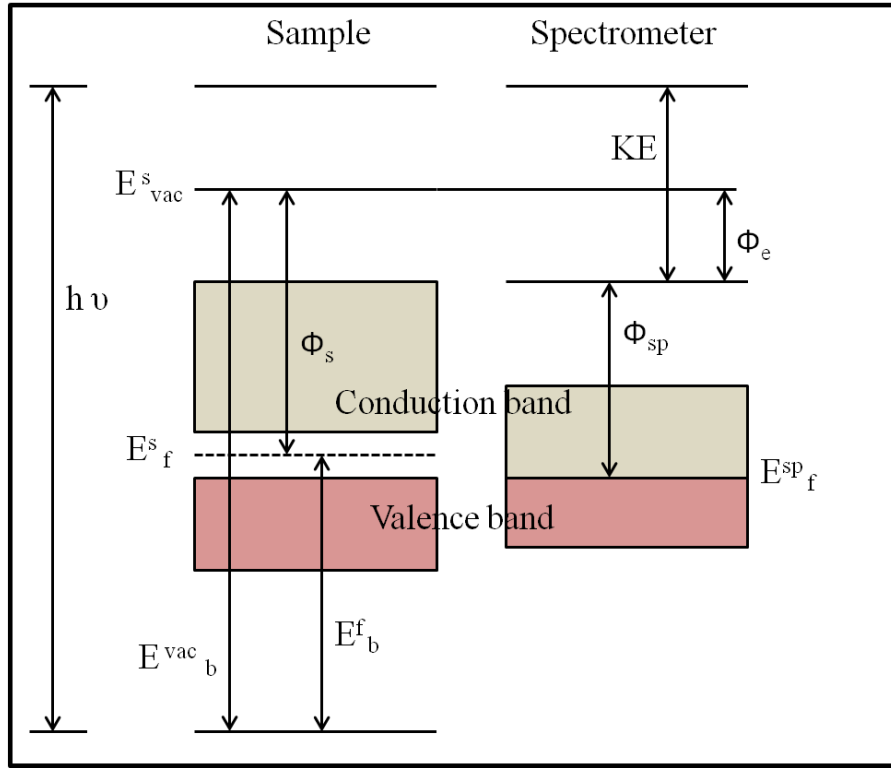 Sample
Spectrometer
KE
E^s_vac
Φ_e
h υ
Φ_s
Φ_sp
Conduction band
E^s_f
E^sp_f
Valence band
E^f_b
E^vac_b